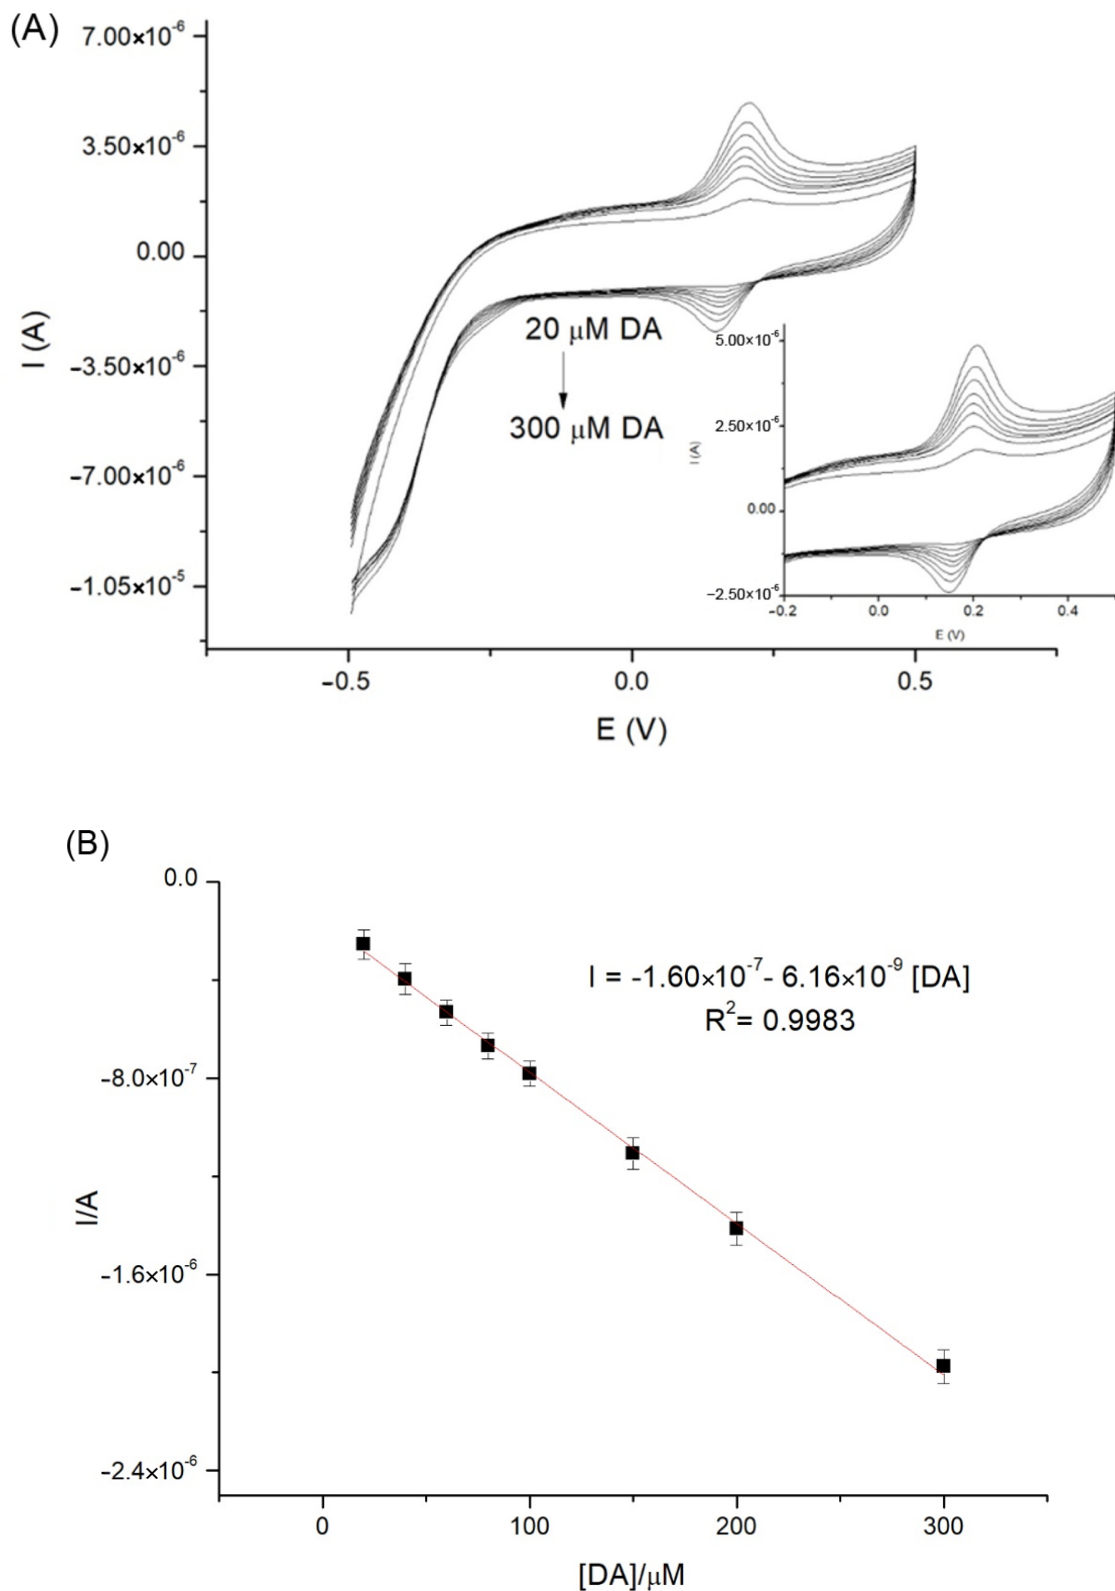 (A)
7.00×10⁻⁶
3.50×10⁻⁶
0.00
-3.50×10⁻⁶
-7.00×10⁻⁶
-1.05×10⁻⁵
I (A)
20 μM DA
300 μM DA
-0.5
0.0
0.5
E (V)
5.00×10⁻⁶
2.50×10⁻⁶
0.00
-2.50×10⁻⁶
I (A)
-0.2
0.0
0.2
0.4
E (V)
(B)
0.0
-8.0×10⁻⁷
-1.6×10⁻⁶
-2.4×10⁻⁶
I/A
I = -1.60×10⁻⁷- 6.16×10⁻⁹ [DA]
R²= 0.9983
0
100
200
300
[DA]/μM